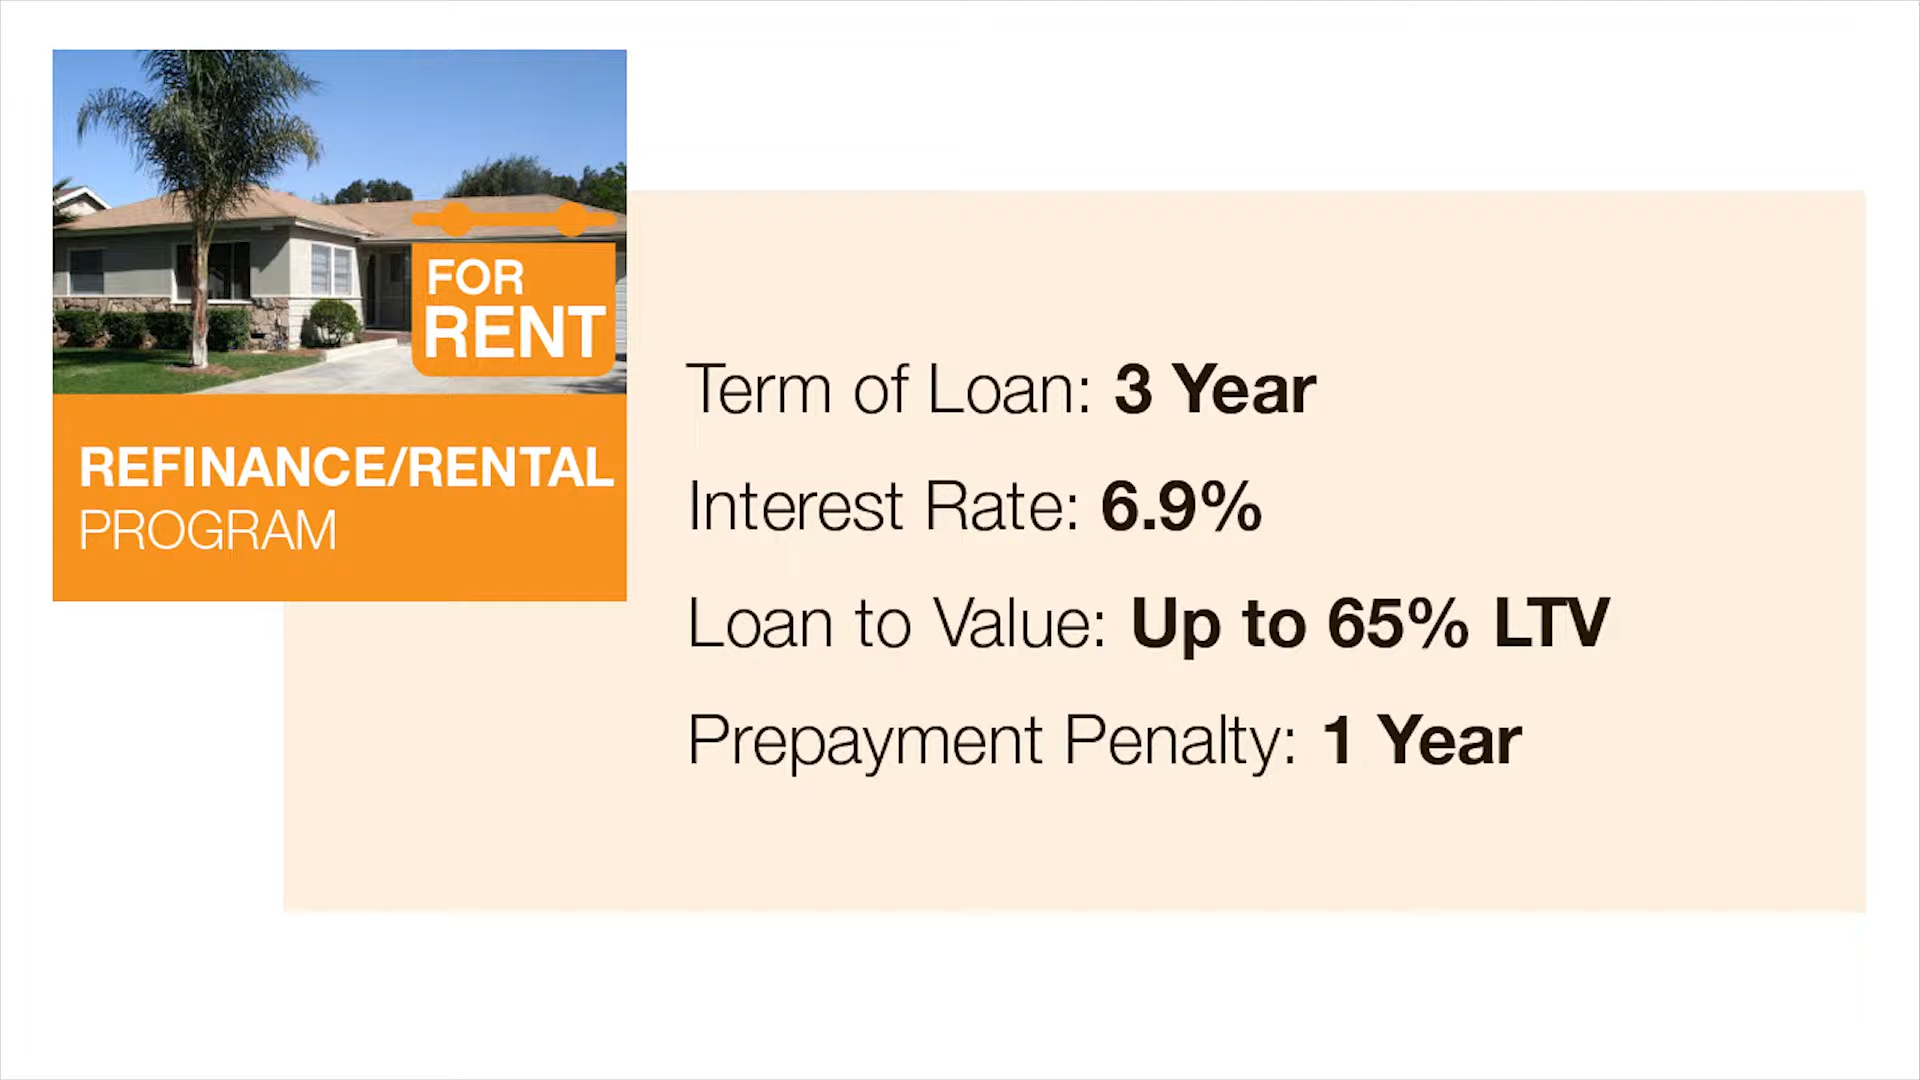 FOR
RENT
REFINANCE/RENTAL
PROGRAM
Term of Loan: 3 Year
Interest Rate: 6.9%
Loan to Value: Up to 65% LTV
Prepayment Penalty: 1 Year